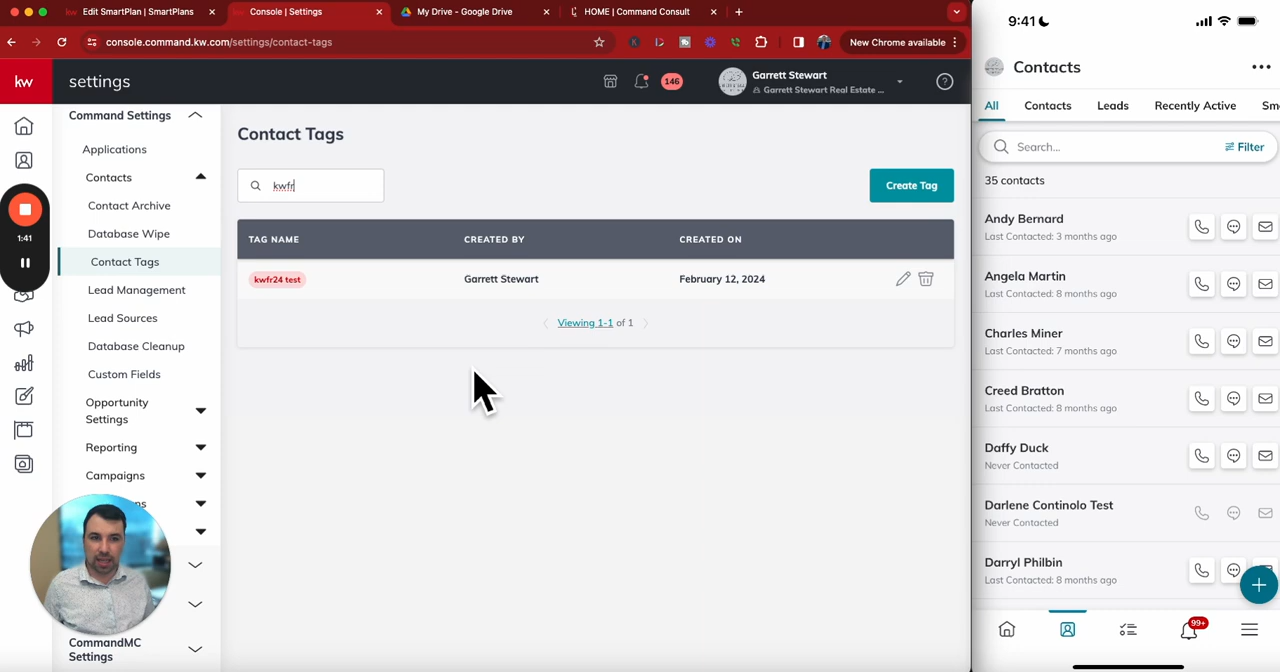 Edit SmartPlan | SmartPlans
Console | Settings
My Drive - Google Drive
HOME | Command Consult
console.command.kw.com/settings/contact-tags
New Chrome available
kw
settings
146
Garrett Stewart
Garrett Stewart Real Estate ...
Command Settings
Applications
Contacts
Contact Archive
Database Wipe
Contact Tags
Lead Management
Lead Sources
Database Cleanup
Custom Fields
Opportunity
Settings
Reporting
Campaigns
CommandMC
Settings
1:41
Contact Tags
kwfr
Create Tag
TAG NAME
CREATED BY
CREATED ON
kwfr24 test
Garrett Stewart
February 12, 2024
Viewing 1-1 of 1
9:41
Contacts
All
Contacts
Leads
Recently Active
Sm
Search...
Filter
35 contacts
Andy Bernard
Last Contacted: 3 months ago
Angela Martin
Last Contacted: 8 months ago
Charles Miner
Last Contacted: 7 months ago
Creed Bratton
Last Contacted: 8 months ago
Daffy Duck
Never Contacted
Darlene Continolo Test
Never Contacted
Darryl Philbin
Last Contacted: 8 months ago
99+